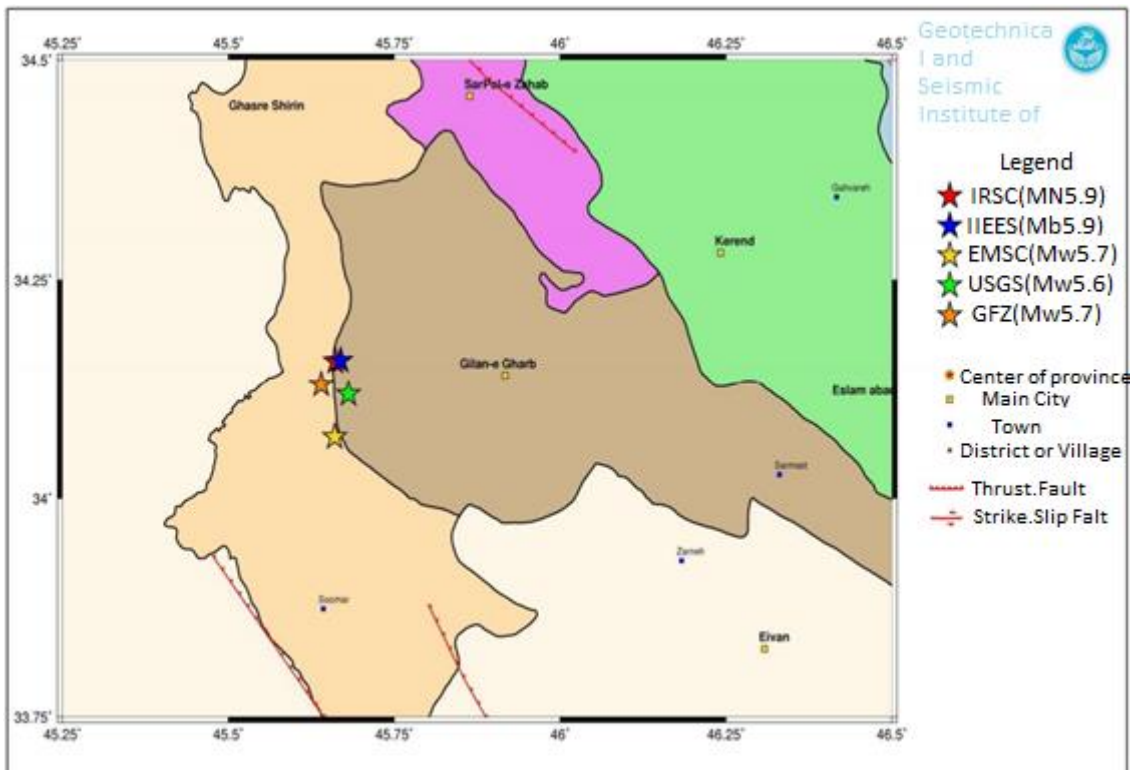 45.25°
45.5°
45.75°
46°
46.25°
46.5°
34.5°
34.25°
34°
33.75°
45.25°
45.5°
45.75°
46°
46.25°
46.5°
Ghasre Shirin
SarPol-e Zahab
Gahvareh
Kerend
Gilan-e Gharb
Eslam abad
Sarmast
Zarneh
Soomar
Eivan
Geotechnica
l and
Seismic
Institute of
Legend
IRSC(MN5.9)
IIEES(Mb5.9)
EMSC(Mw5.7)
USGS(Mw5.6)
GFZ(Mw5.7)
Center of province
Main City
Town
District or Village
Thrust.Fault
Strike.Slip Falt